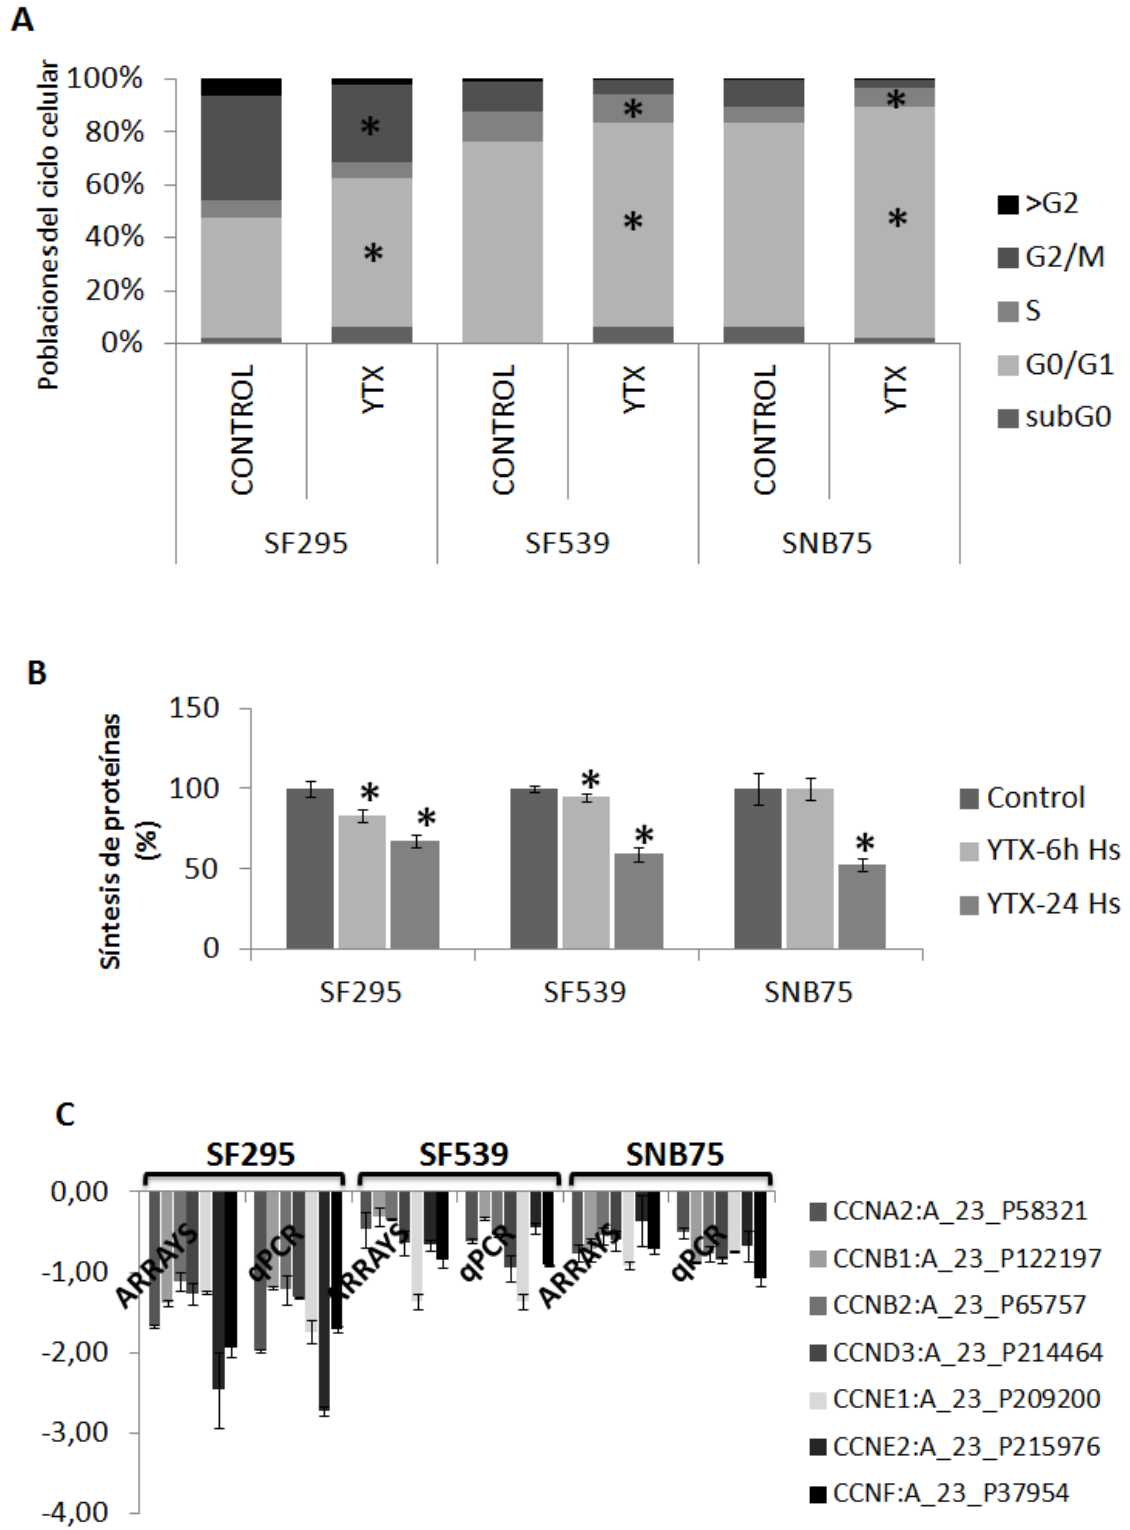 A
Poblaciones del ciclo celular
100%
80%
60%
40%
20%
0%
*
*
*
*
*
*
CONTROL
YTX
CONTROL
YTX
CONTROL
YTX
SF295
SF539
SNB75
>G2
G2/M
S
G0/G1
subG0
B
Síntesis de proteínas
(%)
150
100
50
0
*
*
*
*
*
SF295
SF539
SNB75
Control
YTX-6h Hs
YTX-24 Hs
C
SF295
SF539
SNB75
0,00
-1,00
-2,00
-3,00
-4,00
ARRAYS
qPCR
ARRAYS
qPCR
ARRAYS
qPCR
CCNA2:A_23_P58321
CCNB1:A_23_P122197
CCNB2:A_23_P65757
CCND3:A_23_P214464
CCNE1:A_23_P209200
CCNE2:A_23_P215976
CCNF:A_23_P37954